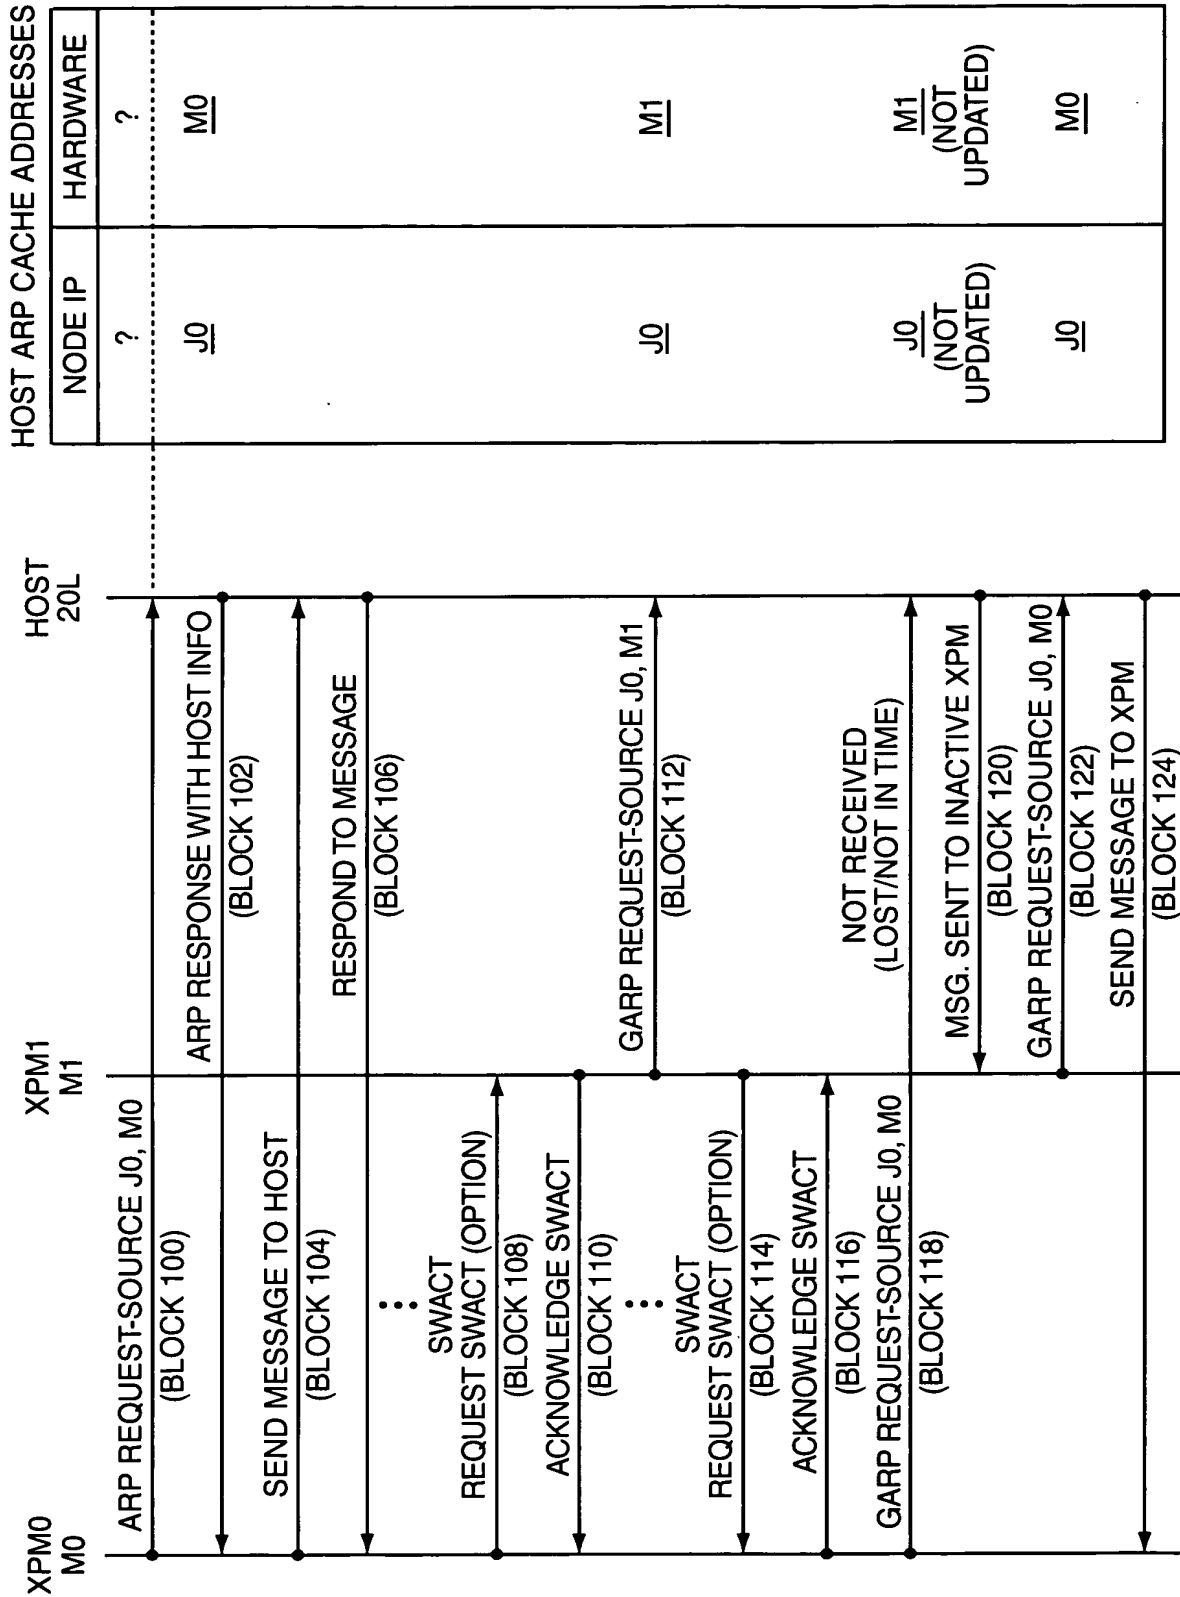 XPM0
M0
XPM1
M1
HOST
20L
HOST ARP CACHE ADDRESSES
NODE IP
HARDWARE
?
?
ARP REQUEST-SOURCE J0, M0
(BLOCK 100)
J0
M0
ARP RESPONSE WITH HOST INFO
(BLOCK 102)
SEND MESSAGE TO HOST
(BLOCK 104)
RESPOND TO MESSAGE
(BLOCK 106)
SWACT
REQUEST SWACT (OPTION)
(BLOCK 108)
ACKNOWLEDGE SWACT
(BLOCK 110)
GARP REQUEST-SOURCE J0, M1
(BLOCK 112)
J0
M1
SWACT
REQUEST SWACT (OPTION)
(BLOCK 114)
ACKNOWLEDGE SWACT
(BLOCK 116)
GARP REQUEST-SOURCE J0, M0
(BLOCK 118)
NOT RECEIVED
(LOST/NOT IN TIME)
J0
(NOT
UPDATED)
M1
(NOT
UPDATED)
MSG. SENT TO INACTIVE XPM
(BLOCK 120)
GARP REQUEST-SOURCE J0, M0
(BLOCK 122)
J0
M0
SEND MESSAGE TO XPM
(BLOCK 124)